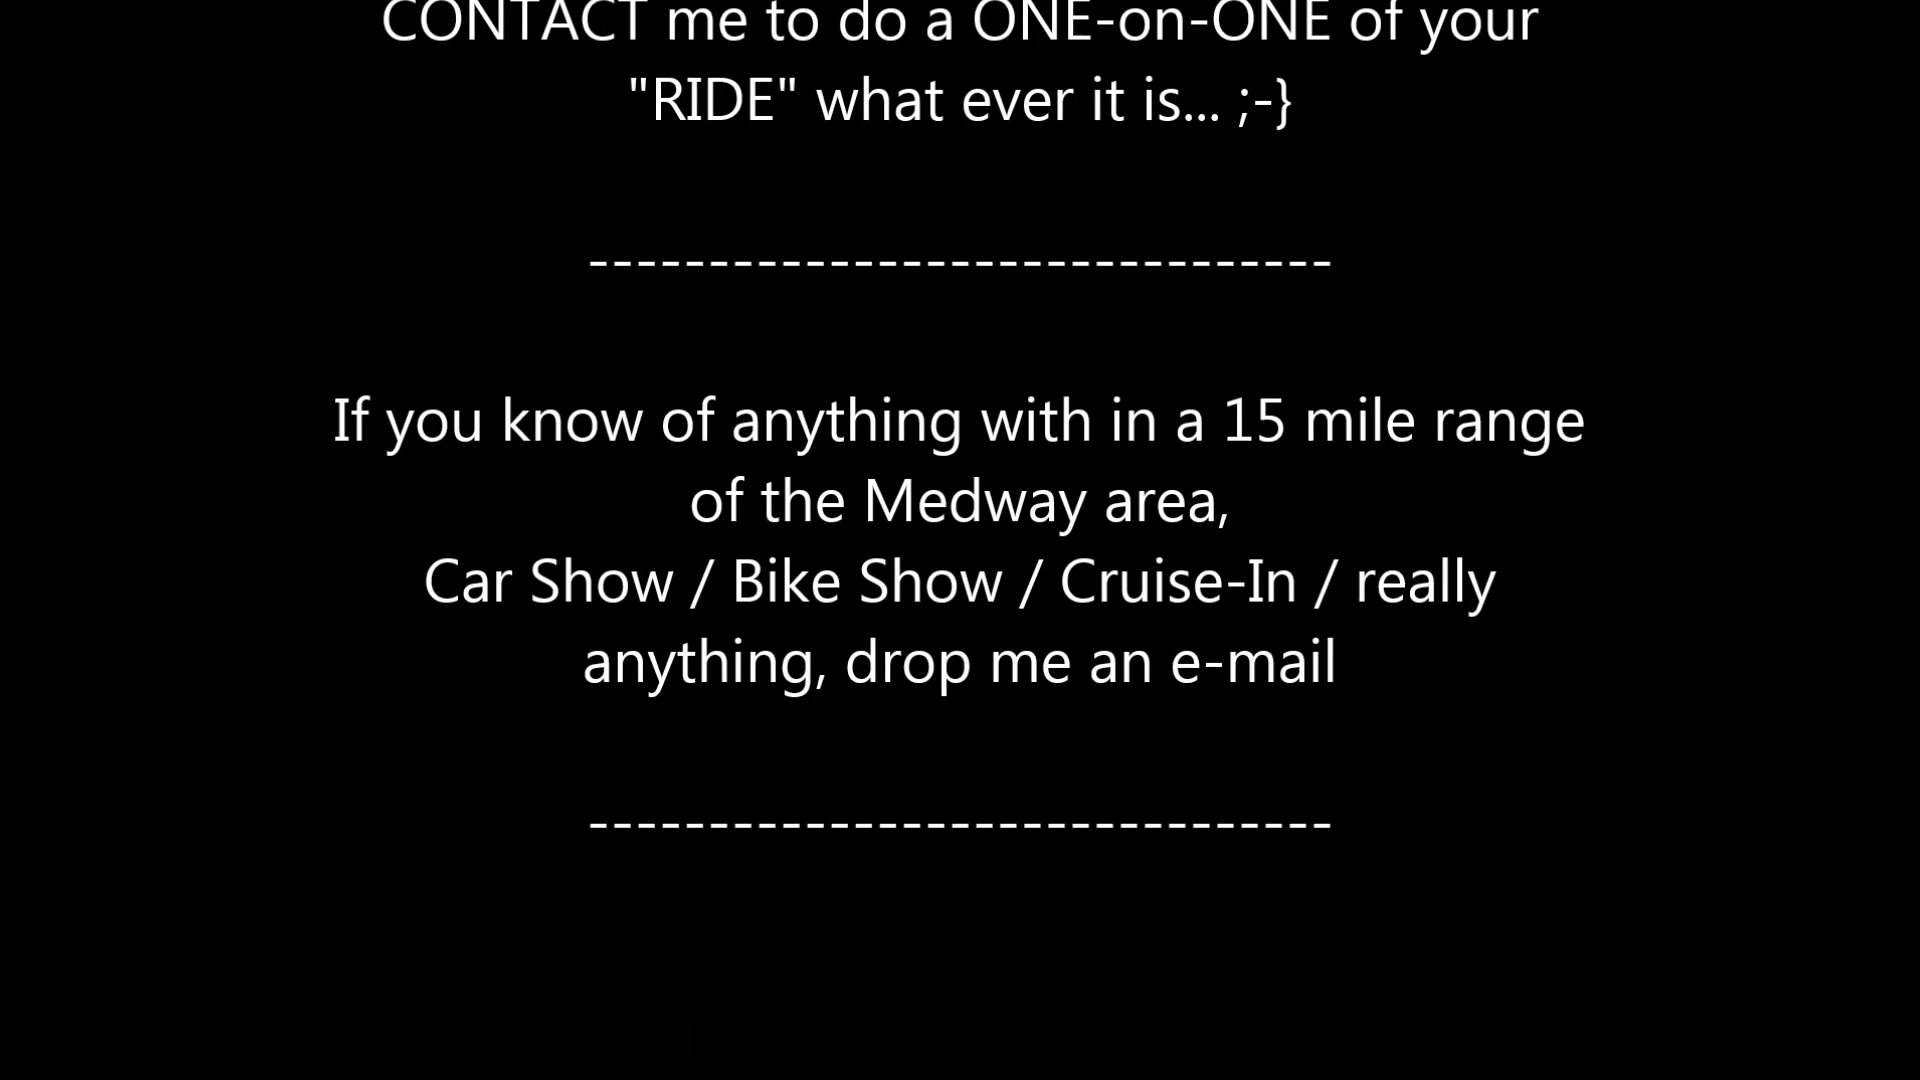 CONTACT me to do a ONE-on-ONE of your
"RIDE" what ever it is... ;-}
-------------------------------
If you know of anything with in a 15 mile range
of the Medway area,
Car Show / Bike Show / Cruise-In / really
anything, drop me an e-mail
-------------------------------